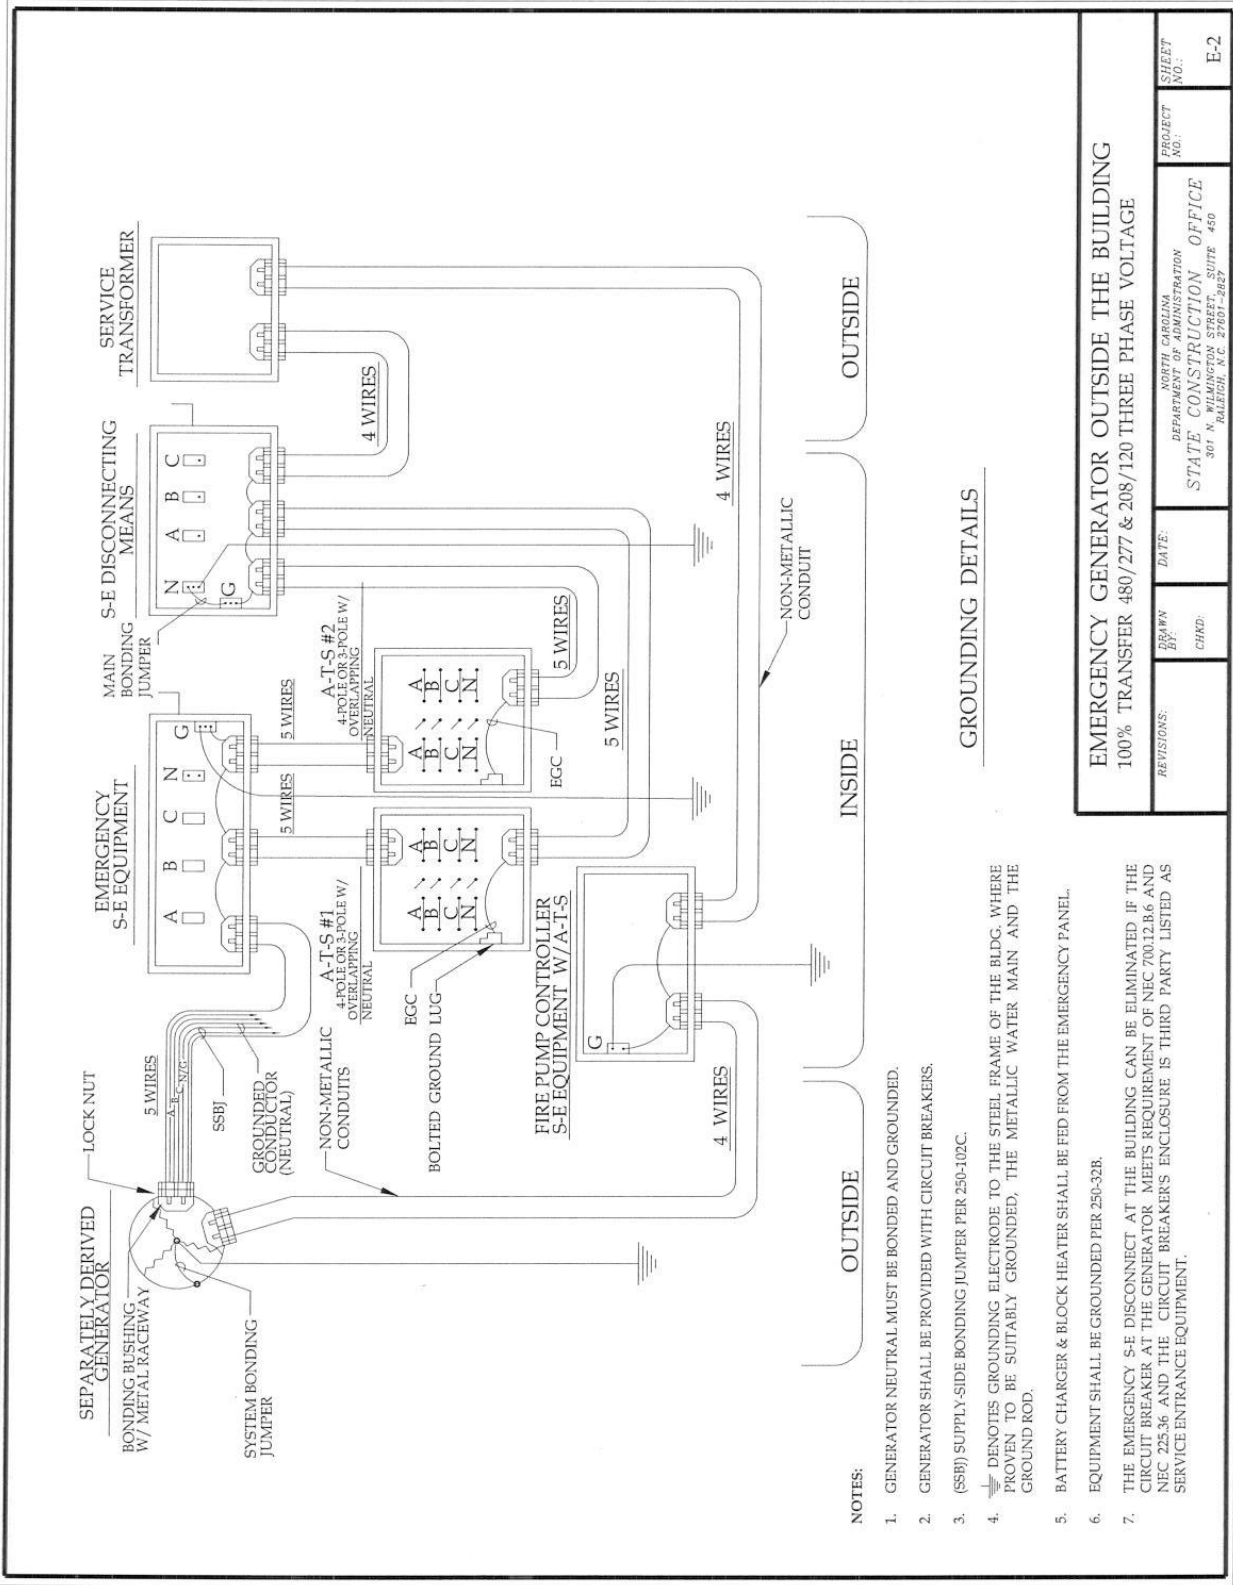 SEPARATELY DERIVED
GENERATOR
BONDING BUSHING
W/ METAL RACEWAY
SYSTEM BONDING
JUMPER
LOCK NUT
5 WIRES
A
B
C
N/G
SSBJ
GROUNDED
CONDUCTOR
(NEUTRAL)
NON-METALLIC
CONDUITS
EMERGENCY
S-E EQUIPMENT
A
B
C
N
G
5 WIRES
5 WIRES
MAIN
BONDING
JUMPER
S-E DISCONNECTING
MEANS
N
A
B
C
G
SERVICE
TRANSFORMER
4 WIRES
A-T-S #1
4-POLE OR 3-POLE W/
OVERLAPPING
NEUTRAL
A A
B B
C C
N N
EGC
BOLTED GROUND LUG
FIRE PUMP CONTROLLER
S-E EQUIPMENT W/A-T-S
A-T-S #2
4-POLE OR 3-POLE W/
OVERLAPPING
NEUTRAL
A A
B B
C C
N N
EGC
5 WIRES
5 WIRES
G
4 WIRES
4 WIRES
NON-METALLIC
CONDUIT
OUTSIDE
INSIDE
OUTSIDE
GROUNDING DETAILS
NOTES:
1. GENERATOR NEUTRAL MUST BE BONDED AND GROUNDED.
2. GENERATOR SHALL BE PROVIDED WITH CIRCUIT BREAKERS.
3. (SSBJ) SUPPLY-SIDE BONDING JUMPER PER 250-102C.
4. DENOTES GROUNDING ELECTRODE TO THE STEEL FRAME OF THE BLDG. WHERE
PROVEN TO BE SUITABLY GROUNDED, THE METALLIC WATER MAIN AND THE
GROUND ROD.
5. BATTERY CHARGER & BLOCK HEATER SHALL BE FED FROM THE EMERGENCY PANEL.
6. EQUIPMENT SHALL BE GROUNDED PER 250-32B.
7. THE EMERGENCY S-E DISCONNECT AT THE BUILDING CAN BE ELIMINATED IF THE
CIRCUIT BREAKER AT THE GENERATOR MEETS REQUIREMENT OF NEC 700.12.B.6 AND
NEC 225.36 AND THE CIRCUIT BREAKER'S ENCLOSURE IS THIRD PARTY LISTED AS
SERVICE ENTRANCE EQUIPMENT.
EMERGENCY GENERATOR OUTSIDE THE BUILDING
100% TRANSFER 480/277 & 208/120 THREE PHASE VOLTAGE
REVISIONS:
DRAWN
BY:
CHKD:
DATE:
NORTH CAROLINA
DEPARTMENT OF ADMINISTRATION
STATE CONSTRUCTION OFFICE
301 N. WILMINGTON STREET, SUITE 450
RALEIGH, N.C. 27601-2827
PROJECT
NO.:
SHEET
NO.:
E-2